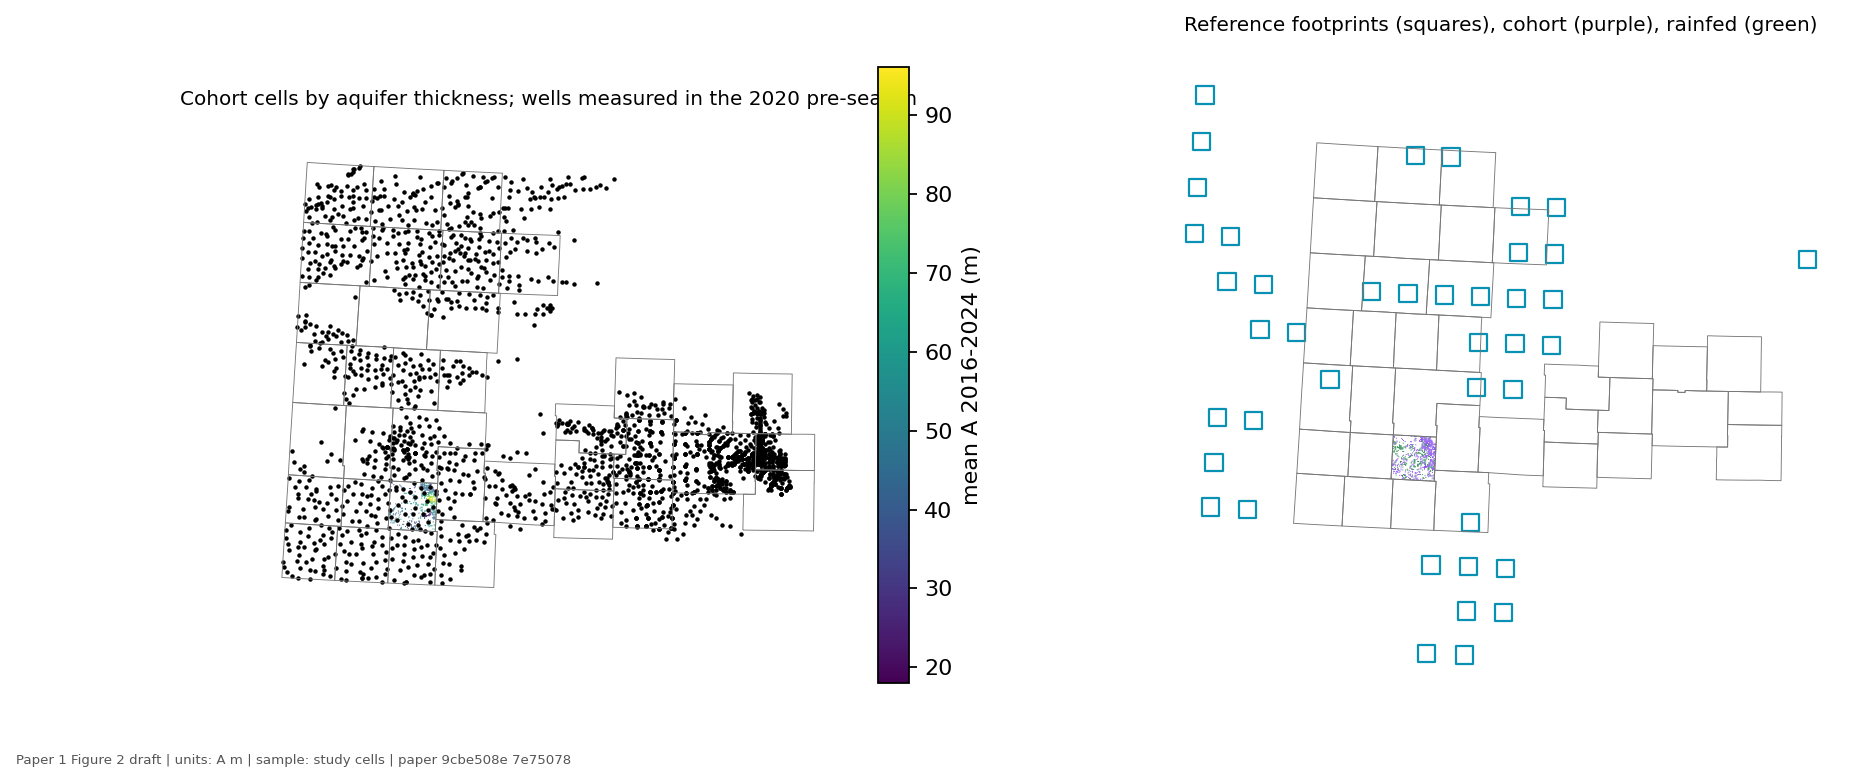 Reference footprints (squares), cohort (purple), rainfed (green)
Cohort cells by aquifer thickness; wells measured in the 2020
90
80
70
60
50
40
30
20
mean A 2016-2024 (m)
Paper 1 Figure 2 draft | units: A m | sample: study cells | paper 9cbe508e 7e75078